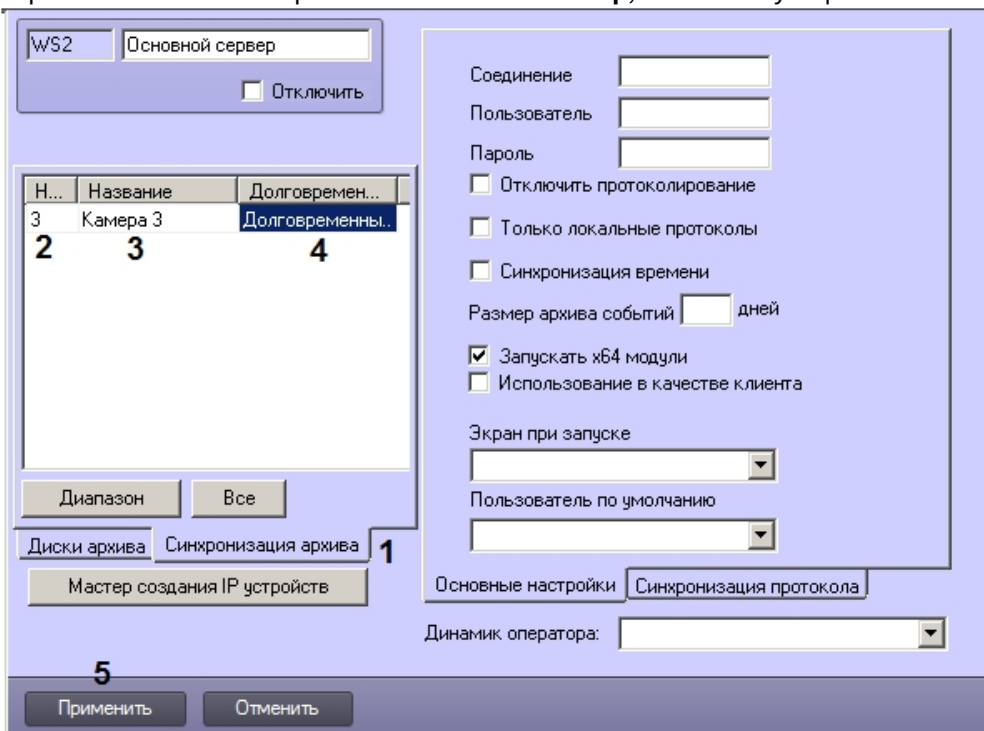 WS2 Основной сервер
Отключить
Н... Название Долговремен...
3 Камера 3 Долговременны..
2 3 4
Диапазон Все
Диски архива Синхронизация архива 1
Мастер создания IP устройств
Соединение
Пользователь
Пароль
Отключить протоколирование
Только локальные протоколы
Синхронизация времени
Размер архива событий дней
Запускать x64 модули
Использование в качестве клиента
Экран при запуске
Пользователь по умолчанию
Основные настройки Синхронизация протокола
Динамик оператора:
5
Применить Отменить